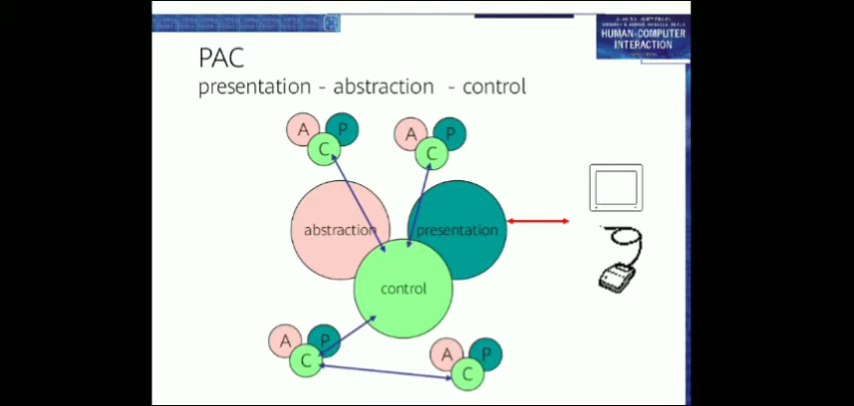 HUMAN-COMPUTER
INTERACTION
PAC
presentation - abstraction - control
A P
C
A P
C
abstraction
presentation
control
A P
C
A P
C